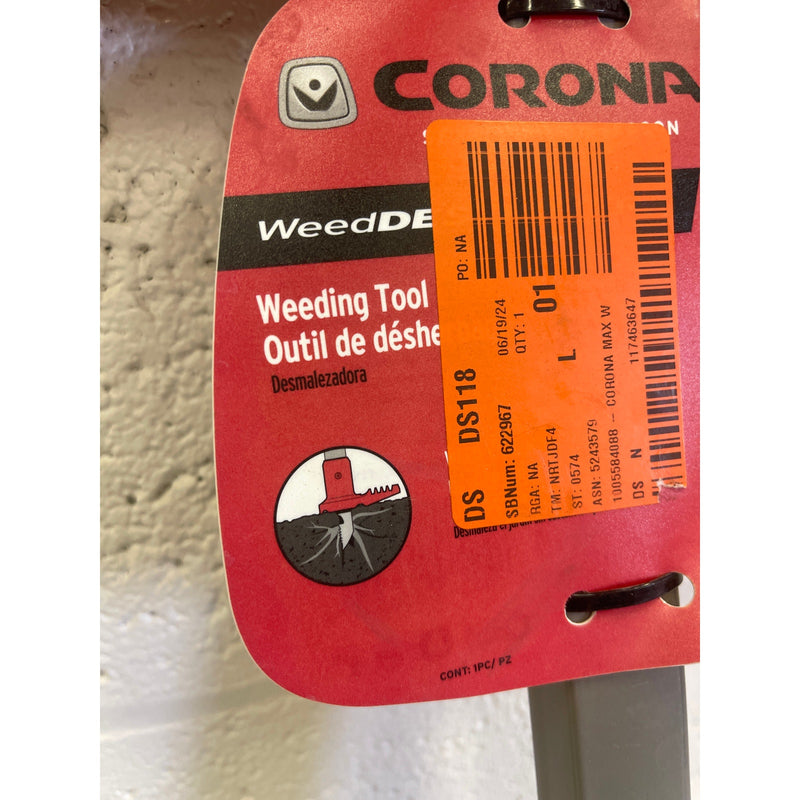 CORONA
WeedDE
Weeding Tool
Outil de déshe
Desmalezadora
CONT: 1PC/ PZ
DS DS118
SBNum: 622967 06/19/24
RGA: NA QTY: 1
PO: NA
TM: NRTJDF4 L 01
ST: 0574
ASN: 5243579
1005584088 -- CORONA MAX W
DS N 117463647